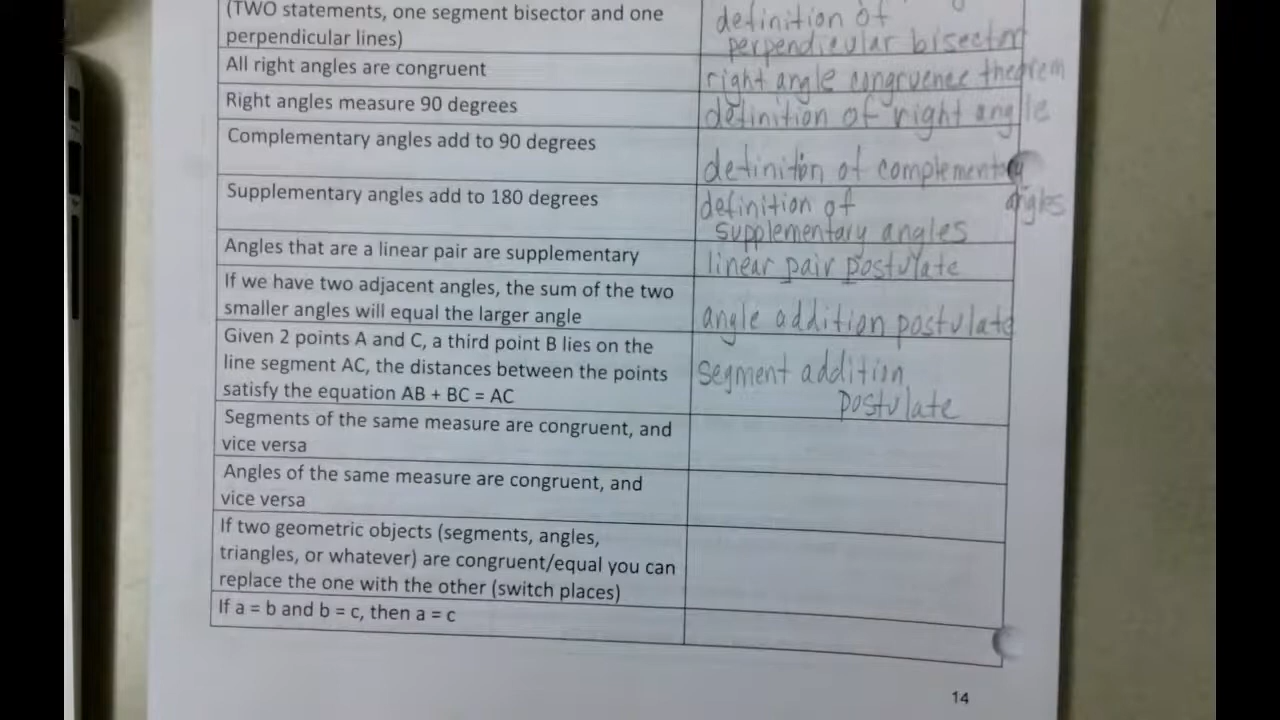 (TWO statements, one segment bisector and one
perpendicular lines)
definition of
perpendicular bisector
All right angles are congruent
right angle congruence theorem
Right angles measure 90 degrees
definition of right angle
Complementary angles add to 90 degrees
definition of complementary
angles
Supplementary angles add to 180 degrees
definition of
supplementary angles
Angles that are a linear pair are supplementary
linear pair postulate
If we have two adjacent angles, the sum of the two
smaller angles will equal the larger angle
angle addition postulate
Given 2 points A and C, a third point B lies on the
line segment AC, the distances between the points
satisfy the equation AB + BC = AC
segment addition
postulate
Segments of the same measure are congruent, and
vice versa
Angles of the same measure are congruent, and
vice versa
If two geometric objects (segments, angles,
triangles, or whatever) are congruent/equal you can
replace the one with the other (switch places)
If a = b and b = c, then a = c
14